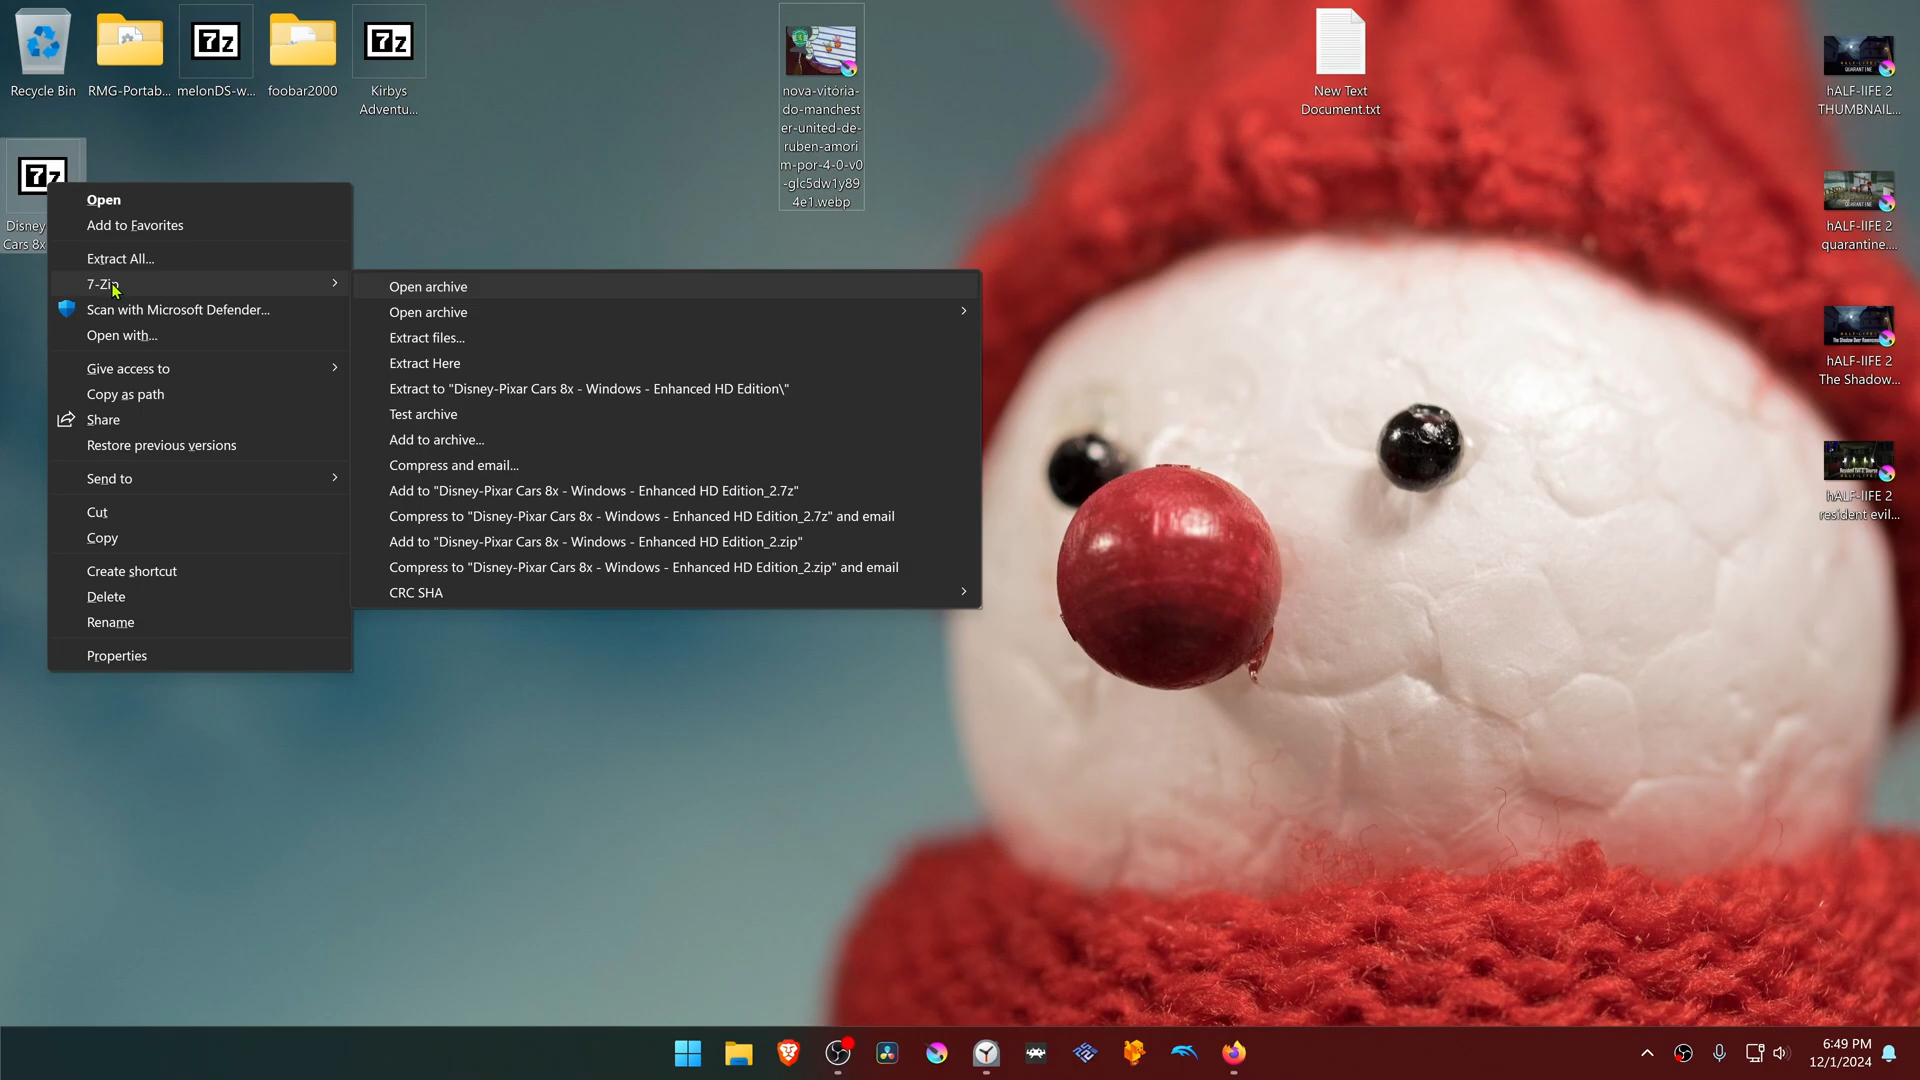 Recycle Bin
RMG-Portab...
melonDS-w...
foobar2000
7z
Kirbys
Adventu...
nova-vitória-
do-manchest
er-united-de-
ruben-amori
m-por-4-0-v0
-glc5dw1y89
4e1.webp
New Text
Document.txt
hALF-lIFE 2
THUMBNAIL...
hALF-lIFE 2
quarantine....
hALF-lIFE 2
The Shadow...
hALF-lIFE 2
resident evil...
7z
Disney
Cars 8x
Open
Add to Favorites
Extract All...
7-Zip
Scan with Microsoft Defender...
Open with...
Give access to
Copy as path
Share
Restore previous versions
Send to
Cut
Copy
Create shortcut
Delete
Rename
Properties
Open archive
Open archive
Extract files...
Extract Here
Extract to "Disney-Pixar Cars 8x - Windows - Enhanced HD Edition\"
Test archive
Add to archive...
Compress and email...
Add to "Disney-Pixar Cars 8x - Windows - Enhanced HD Edition_2.7z"
Compress to "Disney-Pixar Cars 8x - Windows - Enhanced HD Edition_2.7z" and email
Add to "Disney-Pixar Cars 8x - Windows - Enhanced HD Edition_2.zip"
Compress to "Disney-Pixar Cars 8x - Windows - Enhanced HD Edition_2.zip" and email
CRC SHA
6:49 PM
12/1/2024